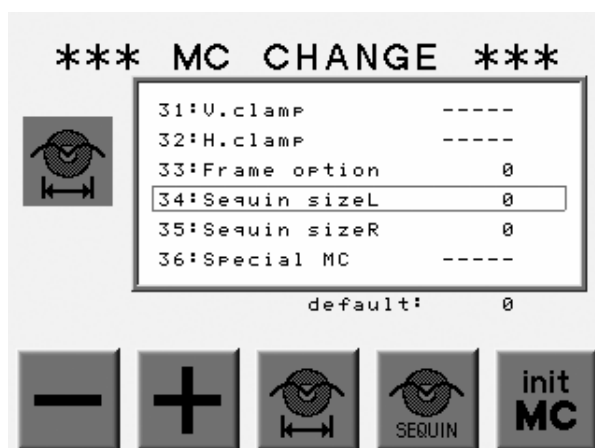 *** MC CHANGE ***
31:V.clamp -----
32:H.clamp -----
33:Frame option 0
34:Sequin sizeL 0
35:Sequin sizeR 0
36:Special MC -----
default: 0
SEQUIN
init
MC